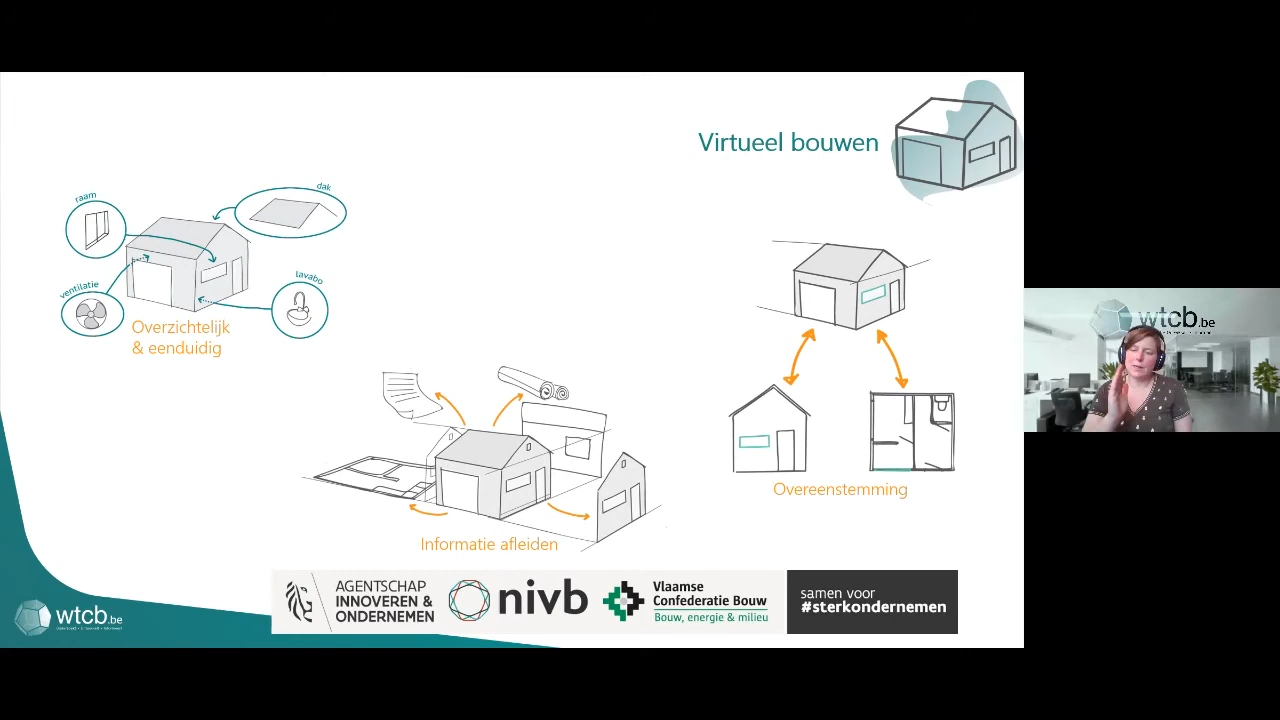 Virtueel bouwen
raam
dak
ventilatie
lavabo
Overzichtelijk
& eenduidig
Informatie afleiden
Overeenstemming
wtcb.be
AGENTSCHAP
INNOVEREN &
ONDERNEMEN
nivb
Vlaamse
Confederatie Bouw
Bouw, energie & milieu
samen voor
#sterkondernemen
wtcb.be